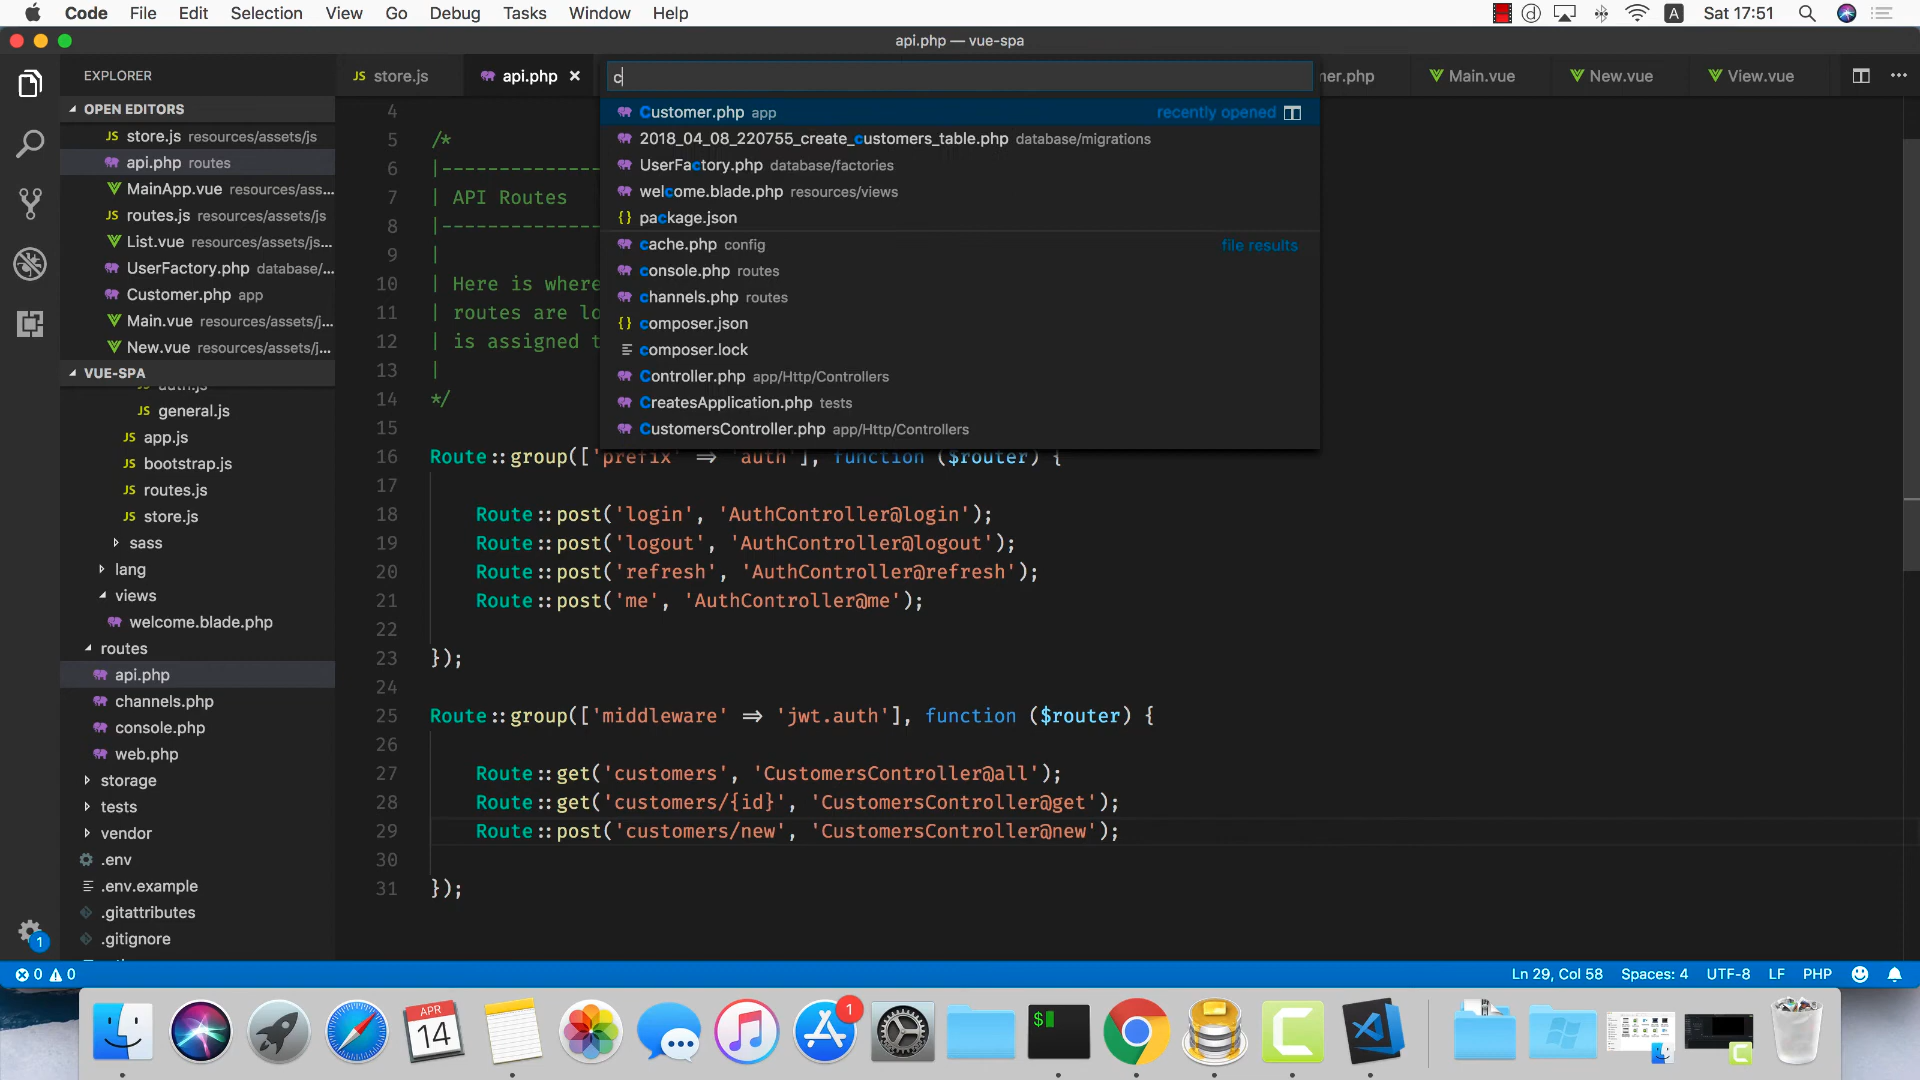 Code File Edit Selection View Go Debug Tasks Window Help
A Sat 17:51
api.php — vue-spa
EXPLORER
JS store.js
api.php ×
c
mer.php
Main.vue
New.vue
View.vue
OPEN EDITORS
JS store.js resources/assets/js
api.php routes
MainApp.vue resources/ass...
JS routes.js resources/assets/js
List.vue resources/assets/js...
UserFactory.php database/...
Customer.php app
Main.vue resources/assets/j...
New.vue resources/assets/j...
VUE-SPA
JS general.js
JS app.js
JS bootstrap.js
JS routes.js
JS store.js
sass
lang
views
welcome.blade.php
routes
api.php
channels.php
console.php
web.php
storage
tests
vendor
.env
.env.example
.gitattributes
.gitignore
Customer.php app recently opened
2018_04_08_220755_create_customers_table.php database/migrations
UserFactory.php database/factories
welcome.blade.php resources/views
{} package.json
cache.php config file results
console.php routes
channels.php routes
{} composer.json
composer.lock
Controller.php app/Http/Controllers
CreatesApplication.php tests
CustomersController.php app/Http/Controllers
4
5 /*
6 |---------------
7 | API Routes
8 |---------------
9 |
10 | Here is where
11 | routes are lo
12 | is assigned t
13 |
14 */
15
16 Route::group(['prefix' => 'auth'], function ($router) {
17
18 Route::post('login', 'AuthController@login');
19 Route::post('logout', 'AuthController@logout');
20 Route::post('refresh', 'AuthController@refresh');
21 Route::post('me', 'AuthController@me');
22
23 });
24
25 Route::group(['middleware' => 'jwt.auth'], function ($router) {
26
27 Route::get('customers', 'CustomersController@all');
28 Route::get('customers/{id}', 'CustomersController@get');
29 Route::post('customers/new', 'CustomersController@new');
30
31 });
1
0 0
Ln 29, Col 58 Spaces: 4 UTF-8 LF PHP
APR
14
1
$